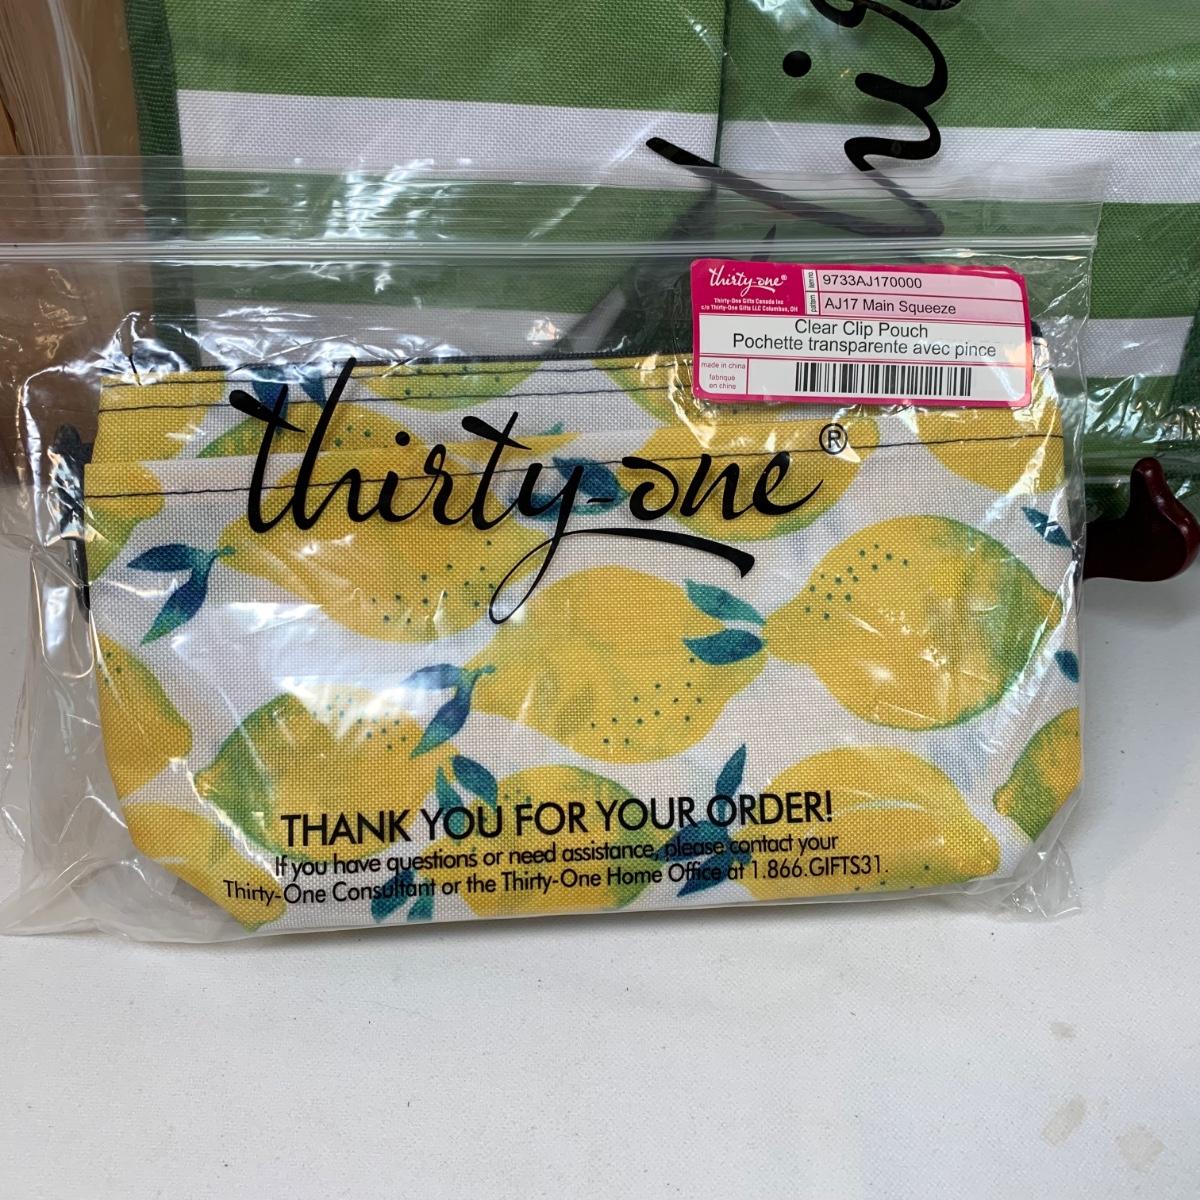 thirty-one®
Thirty-One Gifts Canada Inc
c/o Thirty-One Gifts LLC Columbus, OH
9733AJ170000
AJ17 Main Squeeze
Clear Clip Pouch
Pochette transparente avec pince
made in china
fabriqué
en chine
thirty-one®
THANK YOU FOR YOUR ORDER!
If you have questions or need assistance, please contact your
Thirty-One Consultant or the Thirty-One Home Office at 1.866.GIFTS31.